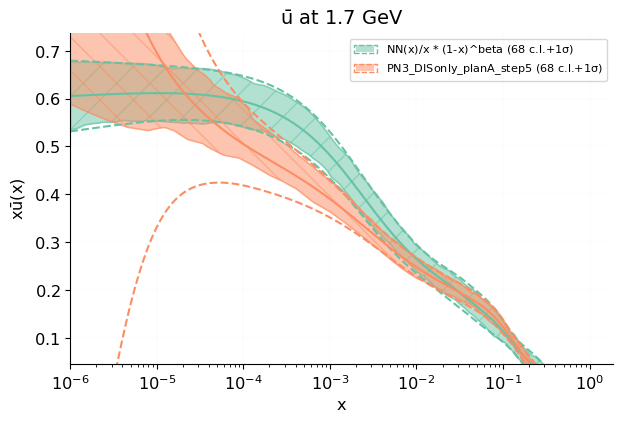 ū at 1.7 GeV
NN(x)/x * (1-x)^beta (68 c.l.+1σ)
PN3_DISonly_planA_step5 (68 c.l.+1σ)
xū(x)
0.7
0.6
0.5
0.4
0.3
0.2
0.1
10⁻⁶ 10⁻⁵ 10⁻⁴ 10⁻³ 10⁻² 10⁻¹ 10⁰
x